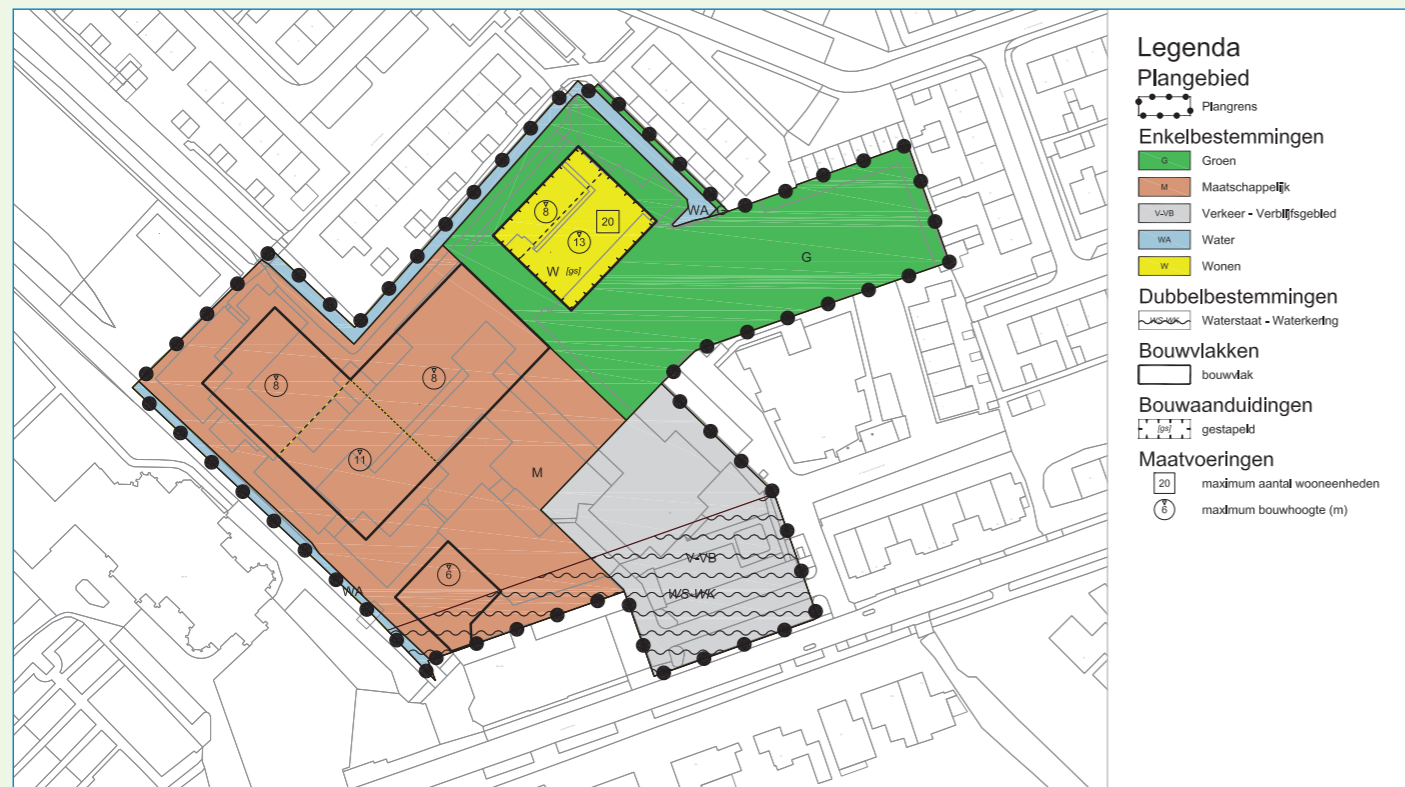 WA G
8
20
13
W [gs]
G
8
8
11
M
6
V-VB
WS-WK
WA
Legenda
Plangebied
Plangrens
Enkelbestemmingen
G Groen
M Maatschappelijk
V-VB Verkeer - Verblijfsgebied
WA Water
W Wonen
Dubbelbestemmingen
WS-WK Waterstaat - Waterkering
Bouwvlakken
bouwvlak
Bouwaanduidingen
[gs] gestapeld
Maatvoeringen
20 maximum aantal wooneenheden
6 maximum bouwhoogte (m)